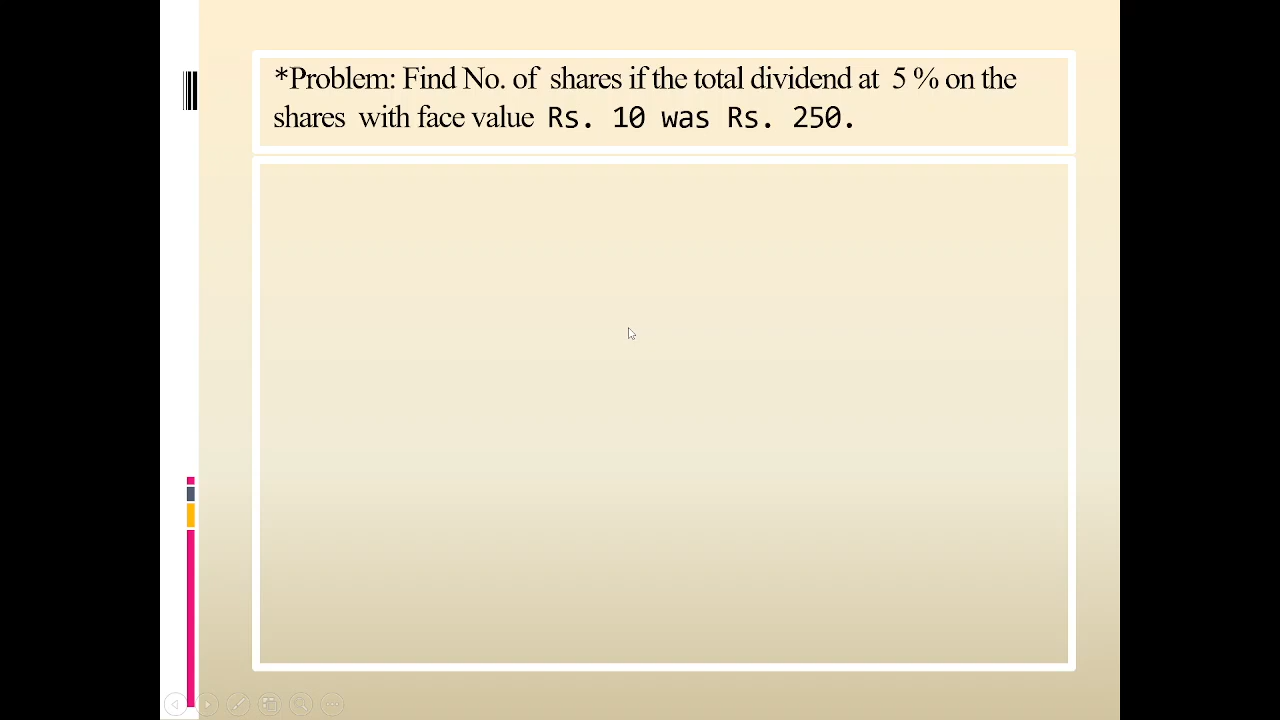 *Problem: Find No. of shares if the total dividend at 5 % on the
shares with face value Rs. 10 was Rs. 250.